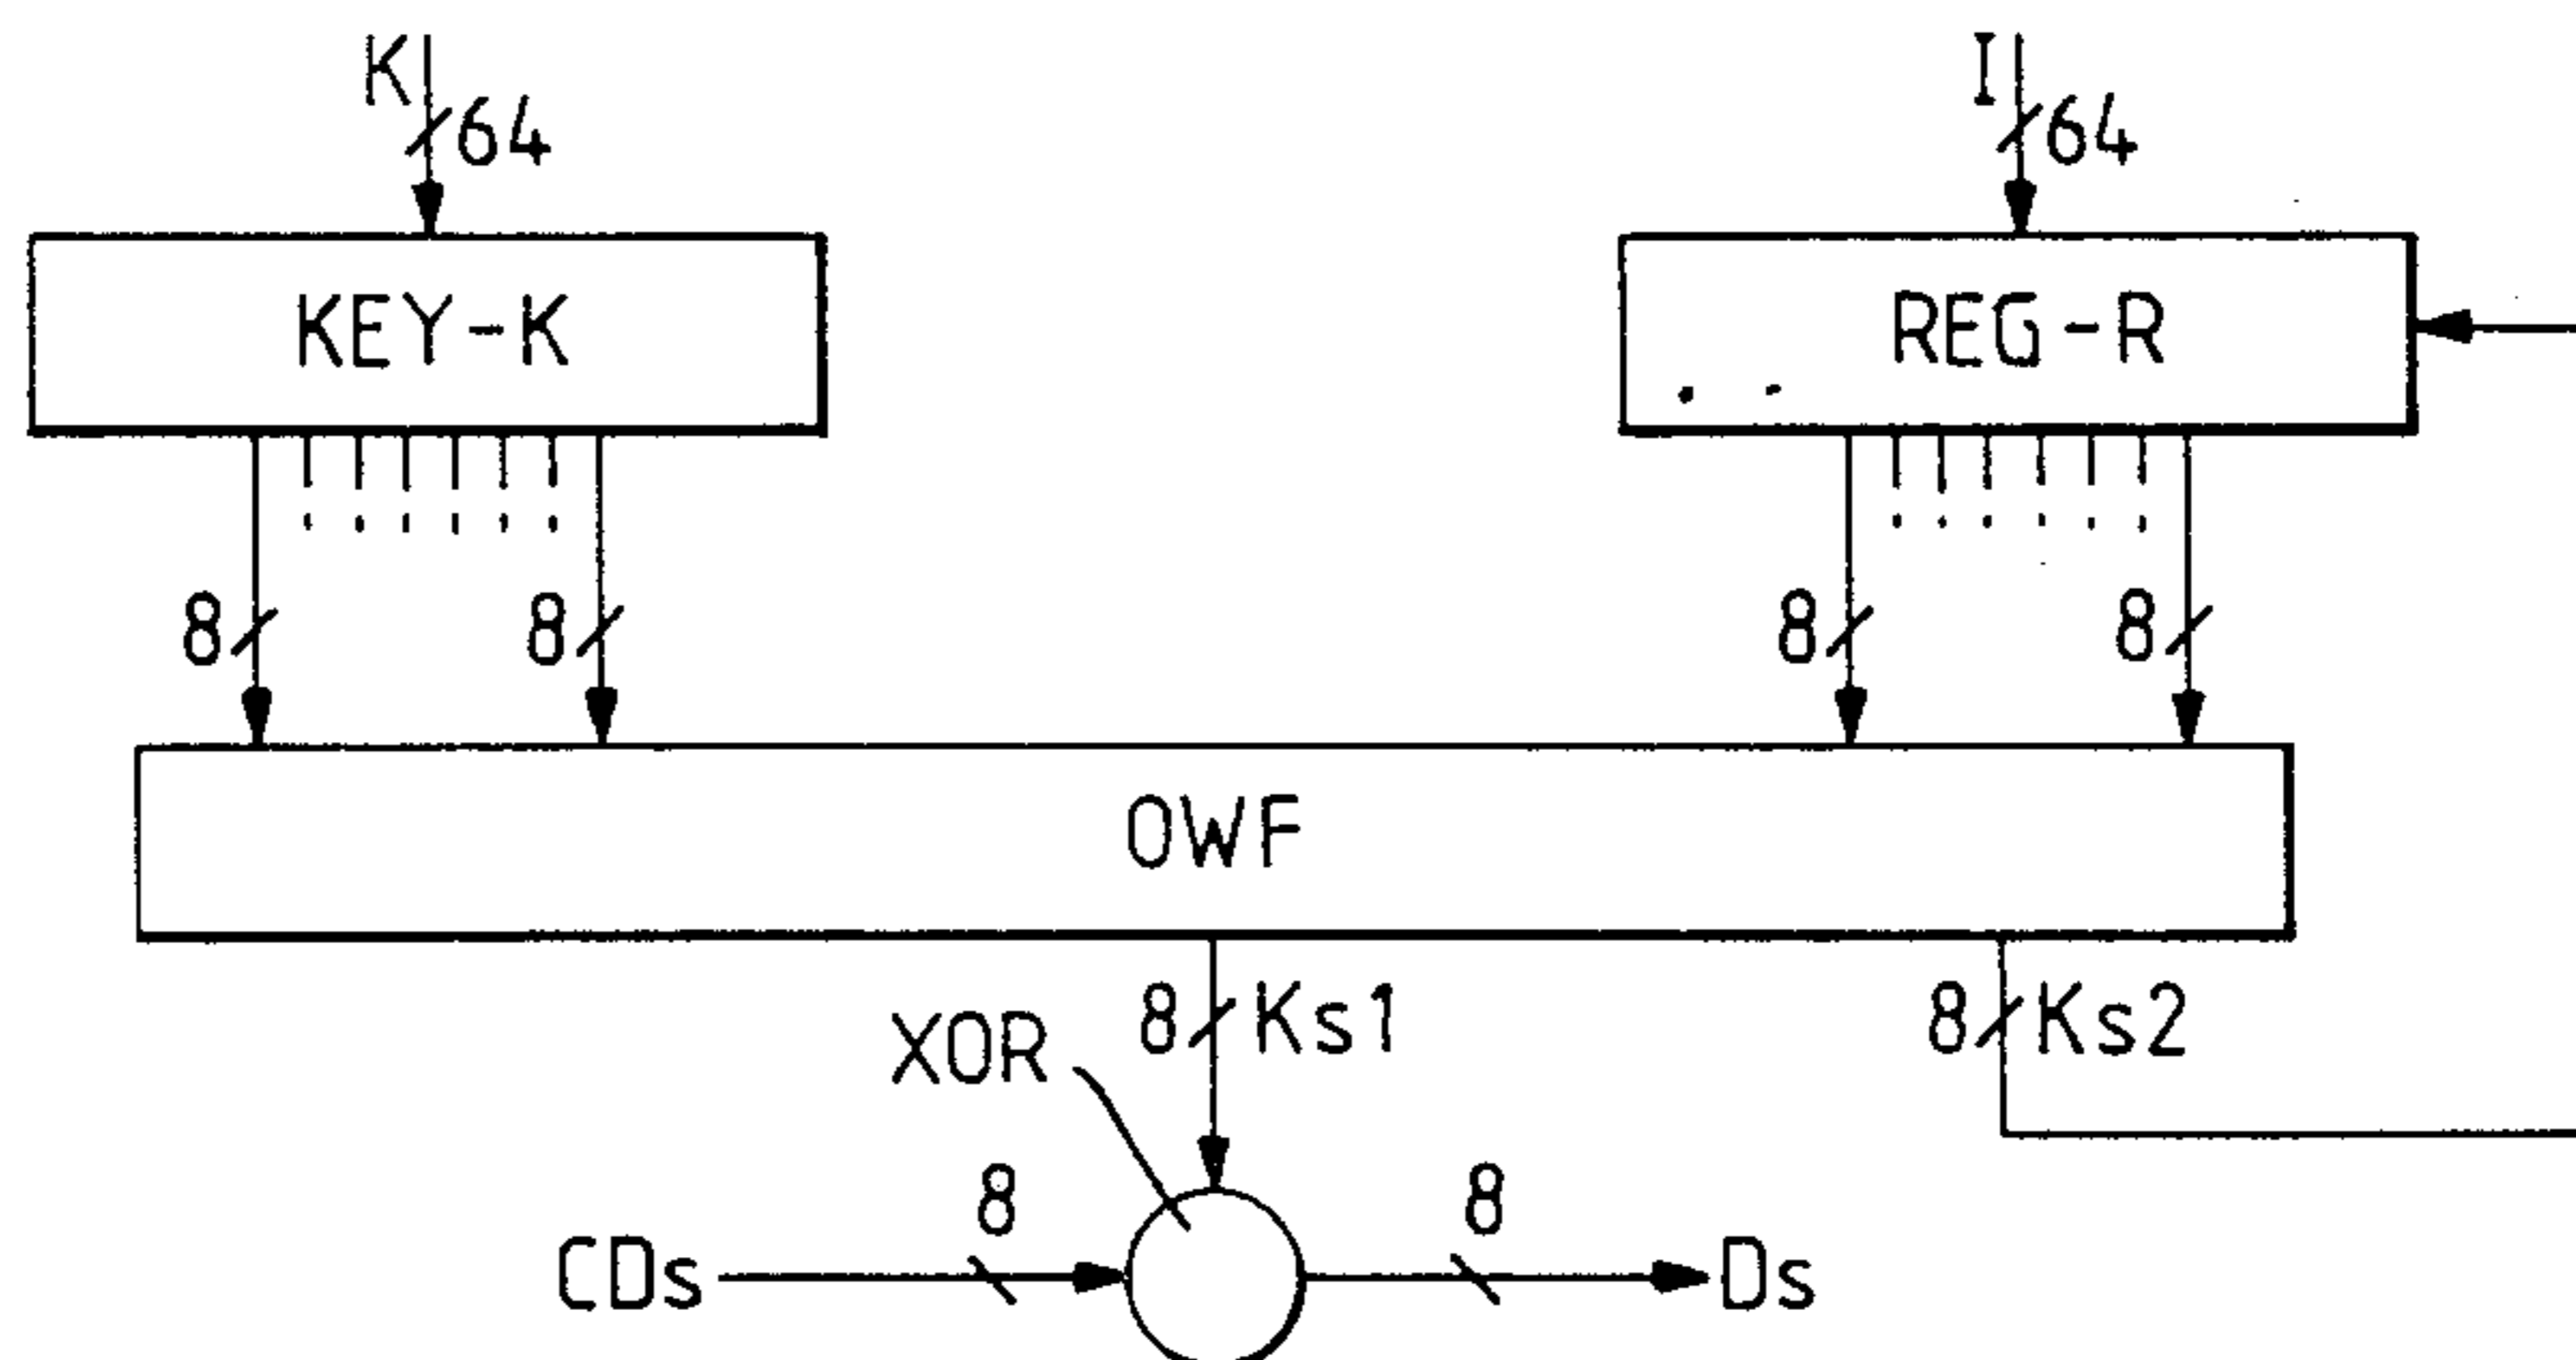 K 64
I 64
KEY-K
REG-R
8 8 8 8
OWF
XOR 8 Ks1 8 Ks2
8 8
CDs Ds